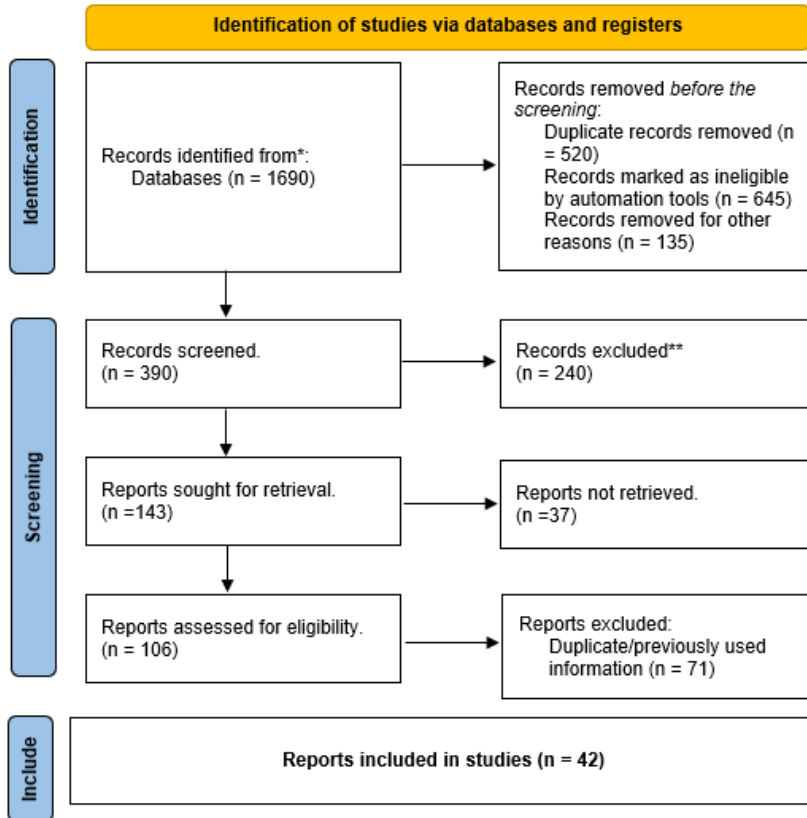 Identification of studies via databases and registers
Identification
Records identified from*:
Databases (n = 1690)
Records removed before the
screening:
Duplicate records removed (n
= 520)
Records marked as ineligible
by automation tools (n = 645)
Records removed for other
reasons (n = 135)
Screening
Records screened.
(n = 390)
Records excluded**
(n = 240)
Reports sought for retrieval.
(n =143)
Reports not retrieved.
(n =37)
Reports assessed for eligibility.
(n = 106)
Reports excluded:
Duplicate/previously used
information (n = 71)
Include
Reports included in studies (n = 42)